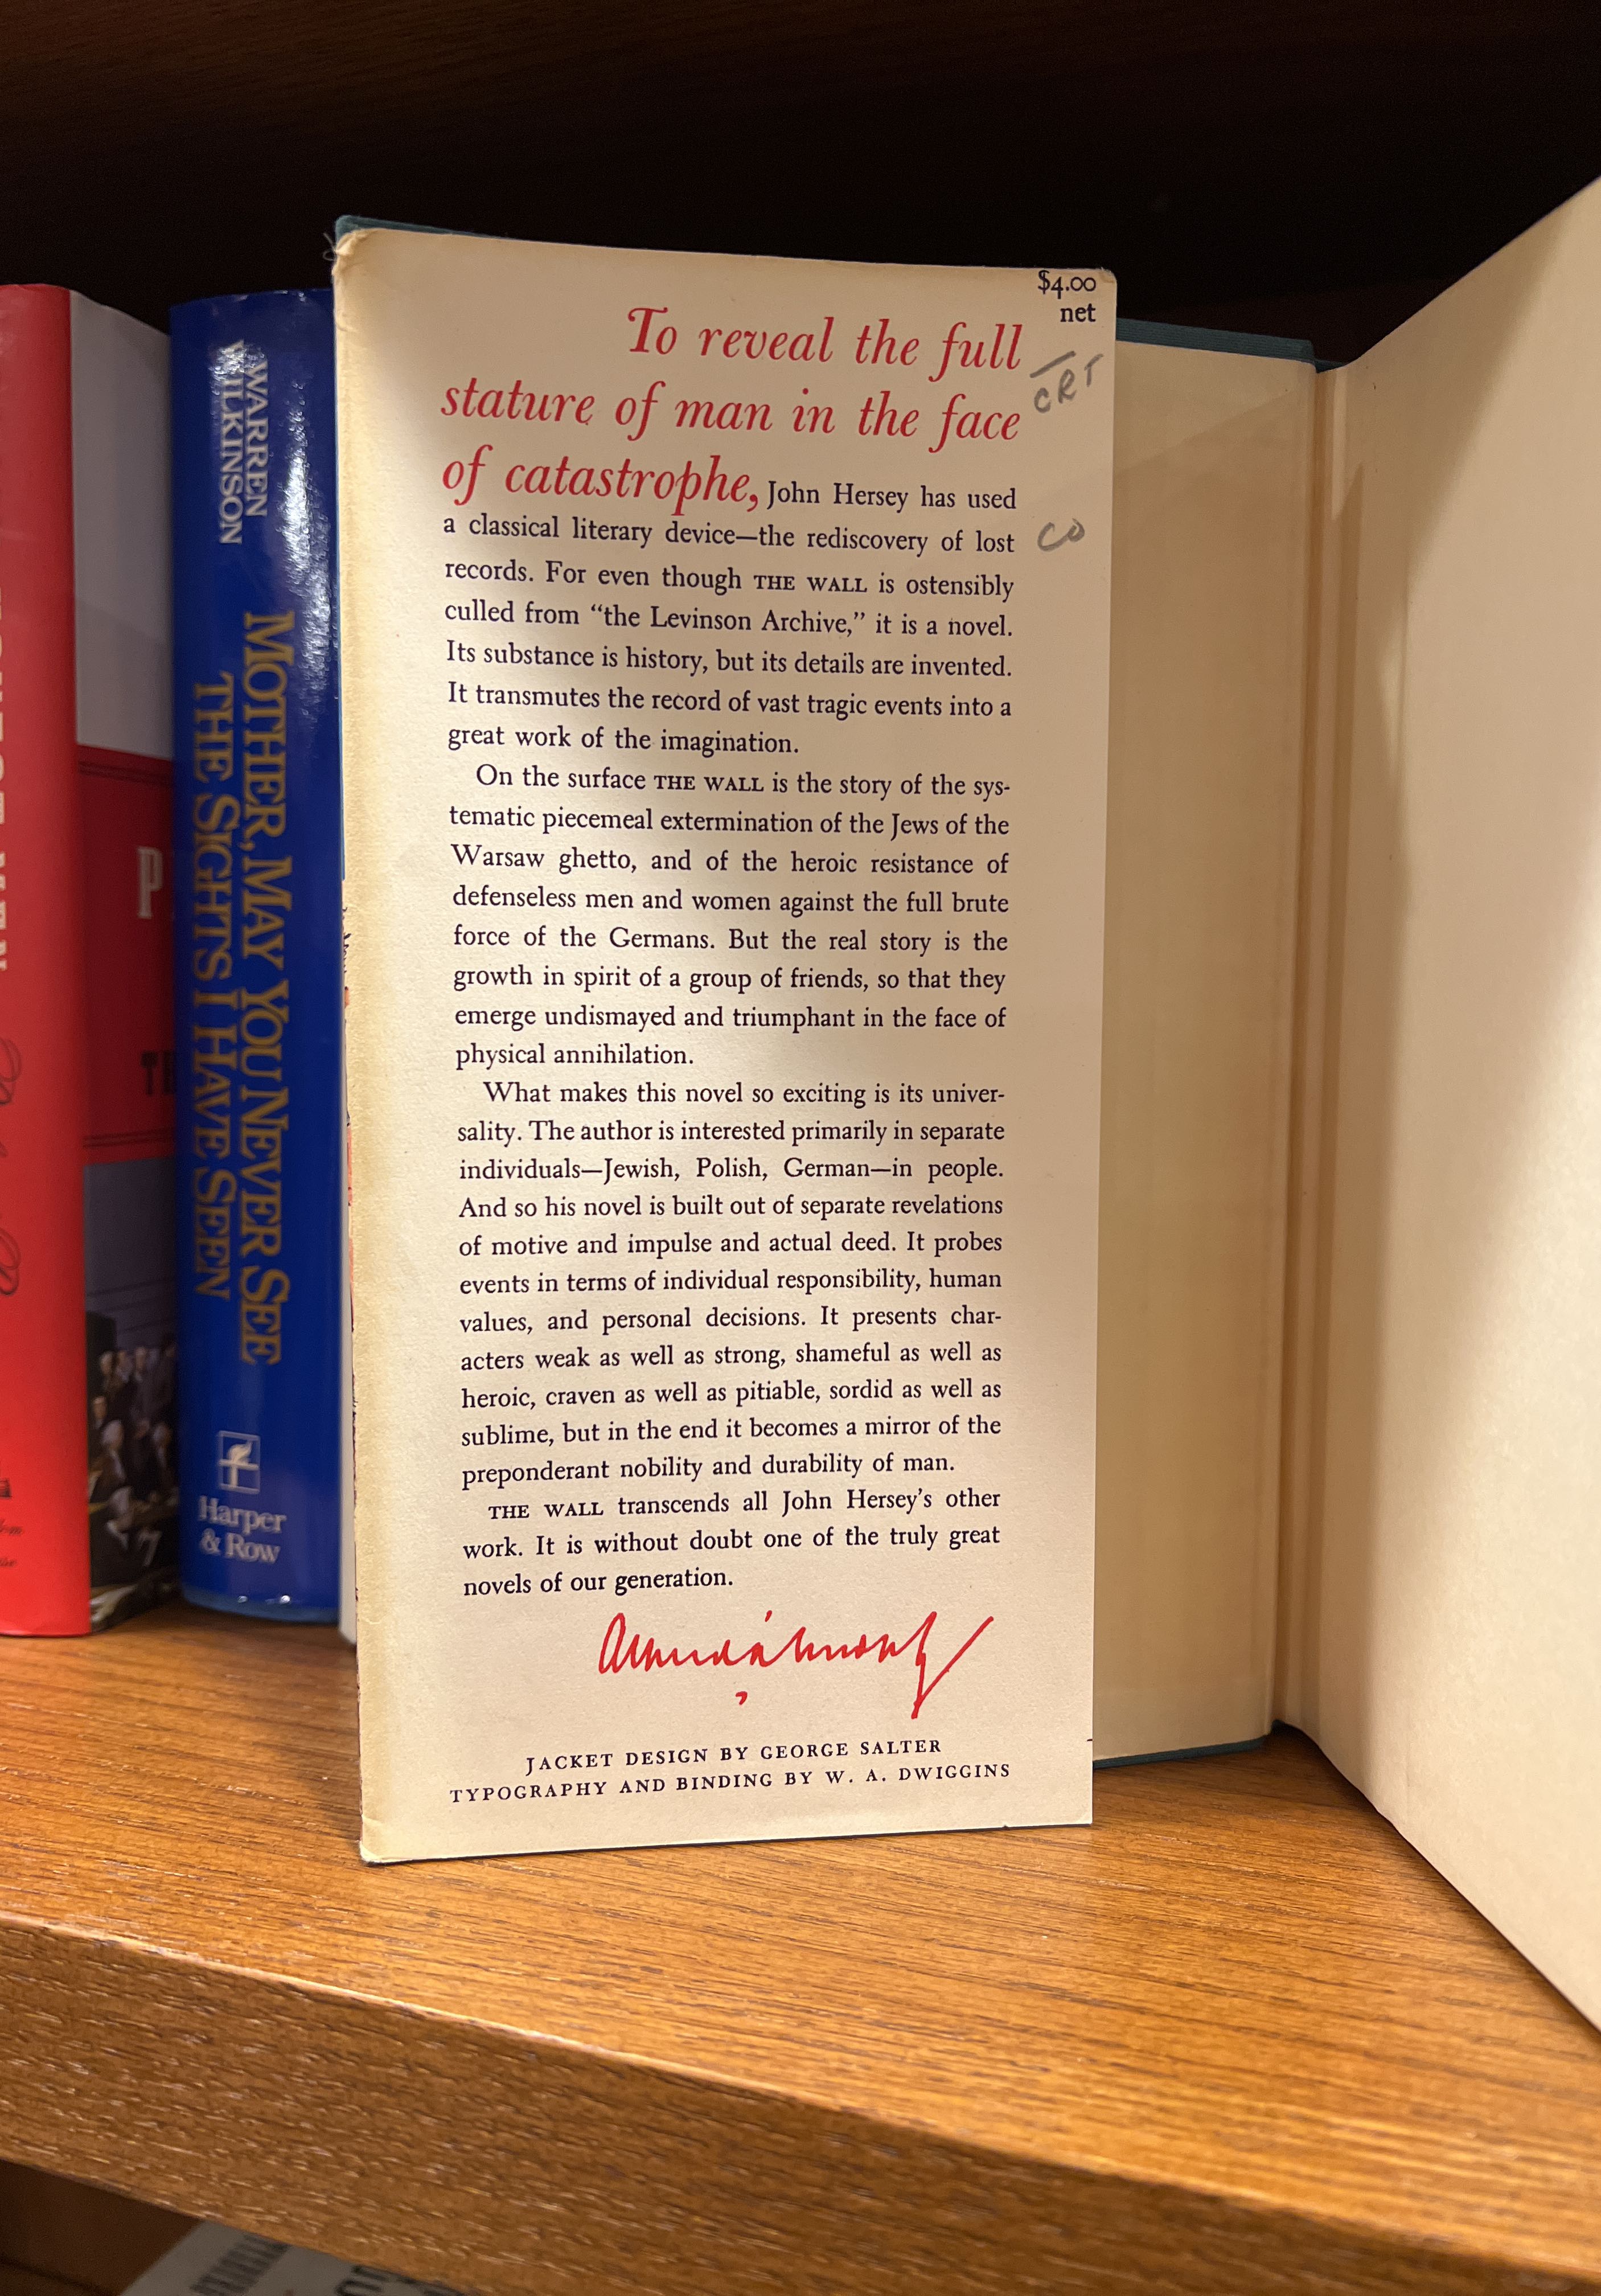 WARREN
WILKINSON
MOTHER, MAY YOU NEVER SEE
THE SIGHTS I HAVE SEEN
Harper
& Row
$4.00
net
To reveal the full
stature of man in the face
of catastrophe, John Hersey has used
a classical literary device—the rediscovery of lost
records. For even though THE WALL is ostensibly
culled from “the Levinson Archive,” it is a novel.
Its substance is history, but its details are invented.
It transmutes the record of vast tragic events into a
great work of the imagination.
On the surface THE WALL is the story of the sys-
tematic piecemeal extermination of the Jews of the
Warsaw ghetto, and of the heroic resistance of
defenseless men and women against the full brute
force of the Germans. But the real story is the
growth in spirit of a group of friends, so that they
emerge undismayed and triumphant in the face of
physical annihilation.
What makes this novel so exciting is its univer-
sality. The author is interested primarily in separate
individuals—Jewish, Polish, German—in people.
And so his novel is built out of separate revelations
of motive and impulse and actual deed. It probes
events in terms of individual responsibility, human
values, and personal decisions. It presents char-
acters weak as well as strong, shameful as well as
heroic, craven as well as pitiable, sordid as well as
sublime, but in the end it becomes a mirror of the
preponderant nobility and durability of man.
THE WALL transcends all John Hersey’s other
work. It is without doubt one of the truly great
novels of our generation.
JACKET DESIGN BY GEORGE SALTER
TYPOGRAPHY AND BINDING BY W. A. DWIGGINS
CRT
CO